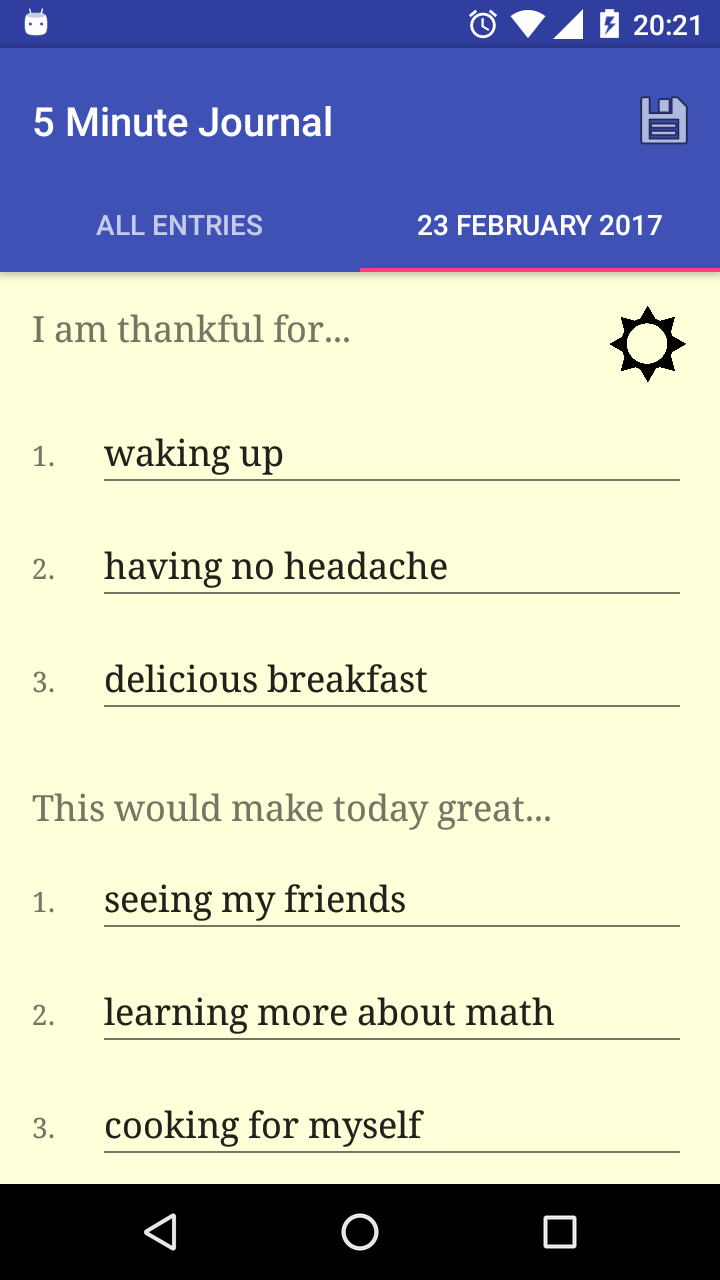 20:21
5 Minute Journal
ALL ENTRIES
23 FEBRUARY 2017
I am thankful for...
1. waking up
2. having no headache
3. delicious breakfast
This would make today great...
1. seeing my friends
2. learning more about math
3. cooking for myself